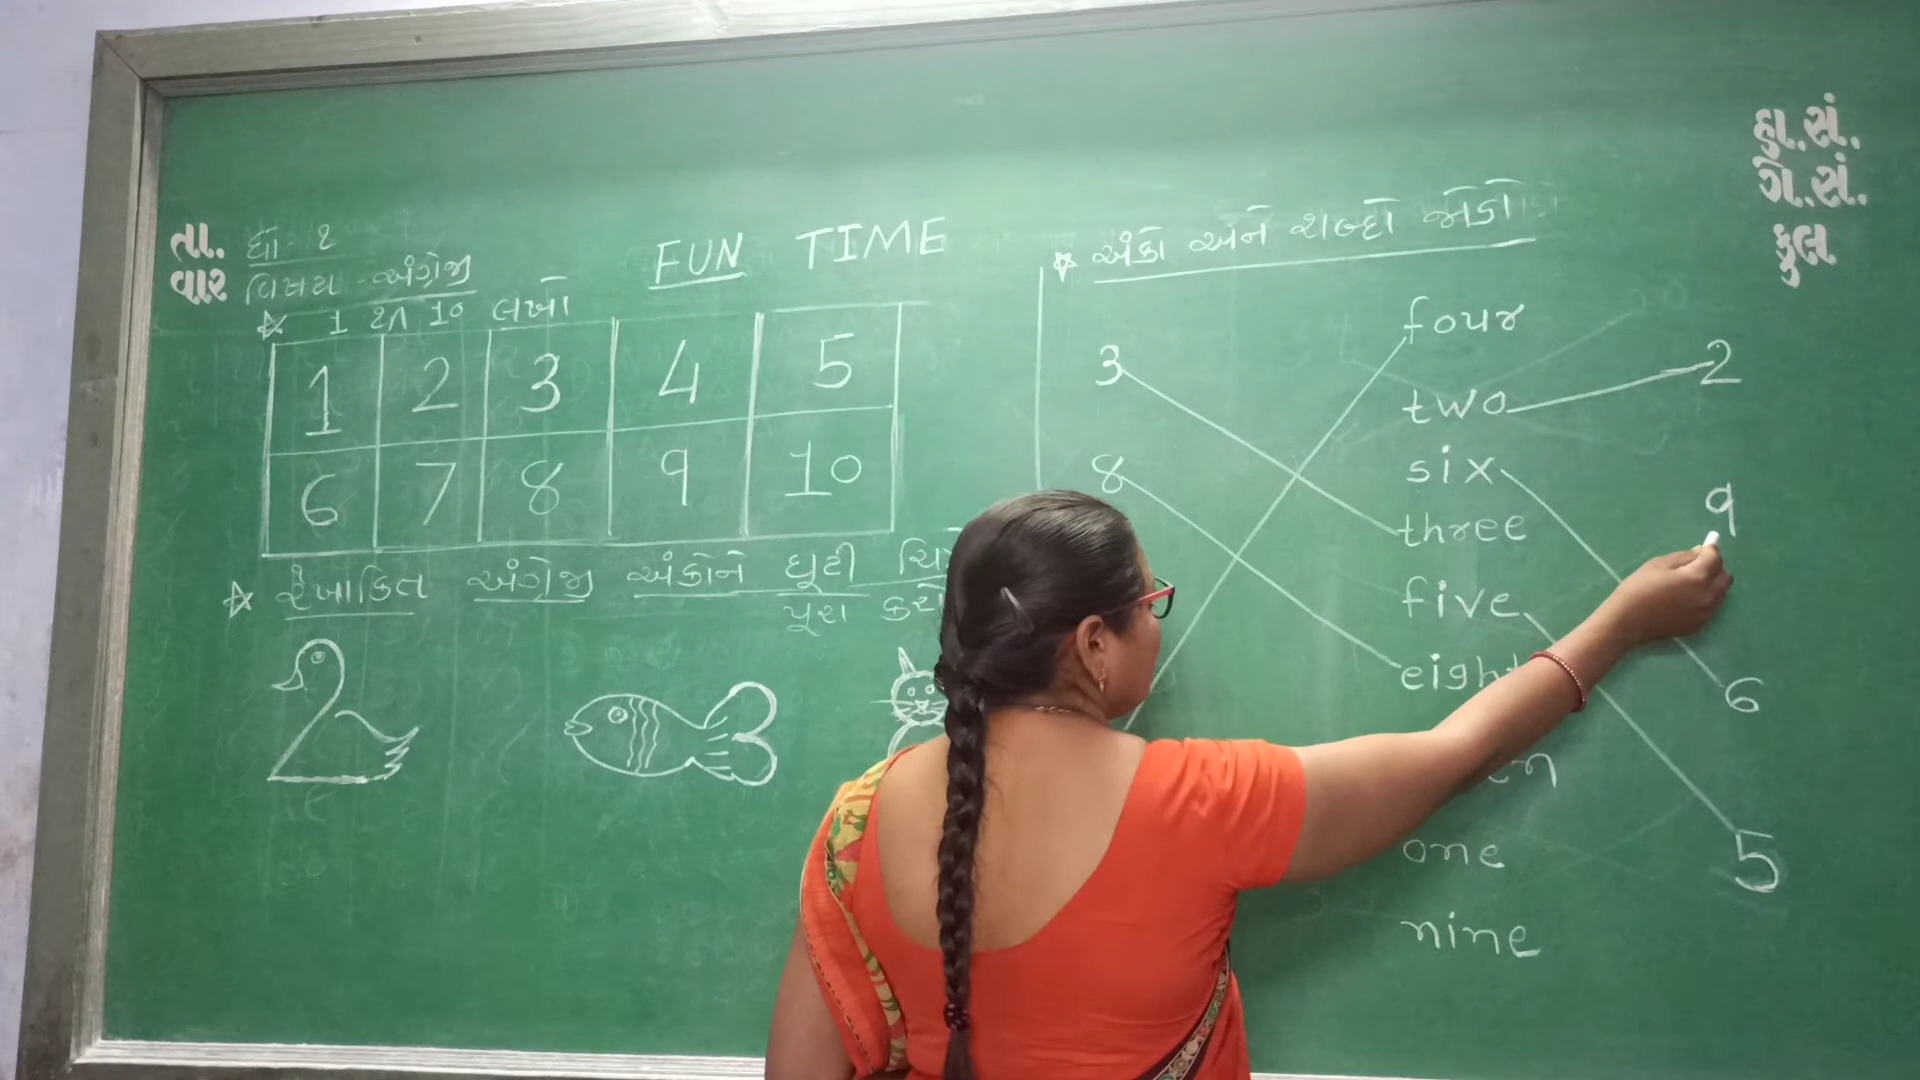 તા. ધો - ૧
વાર વિષય - અંગ્રેજી
FUN TIME
1 થી 10 લખો
1 2 3 4 5
6 7 8 9 10
રેખાંકિત અંગ્રેજી અંકોને ઘૂંટી
પૂરા કરો
અંકો અને શબ્દો જોડો
હા.સં.
ગે.સં.
કુલ
four
3 2
two
8 six 9
three
five
eight 6
one 5
nine